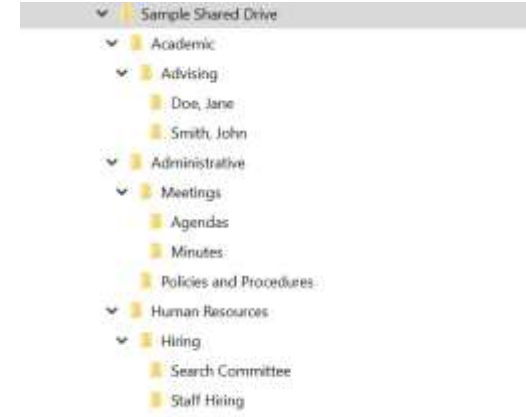 Sample Shared Drive
Academic
Advising
Doe, Jane
Smith, John
Administrative
Meetings
Agendas
Minutes
Policies and Procedures
Human Resources
Hiring
Search Committee
Staff Hiring